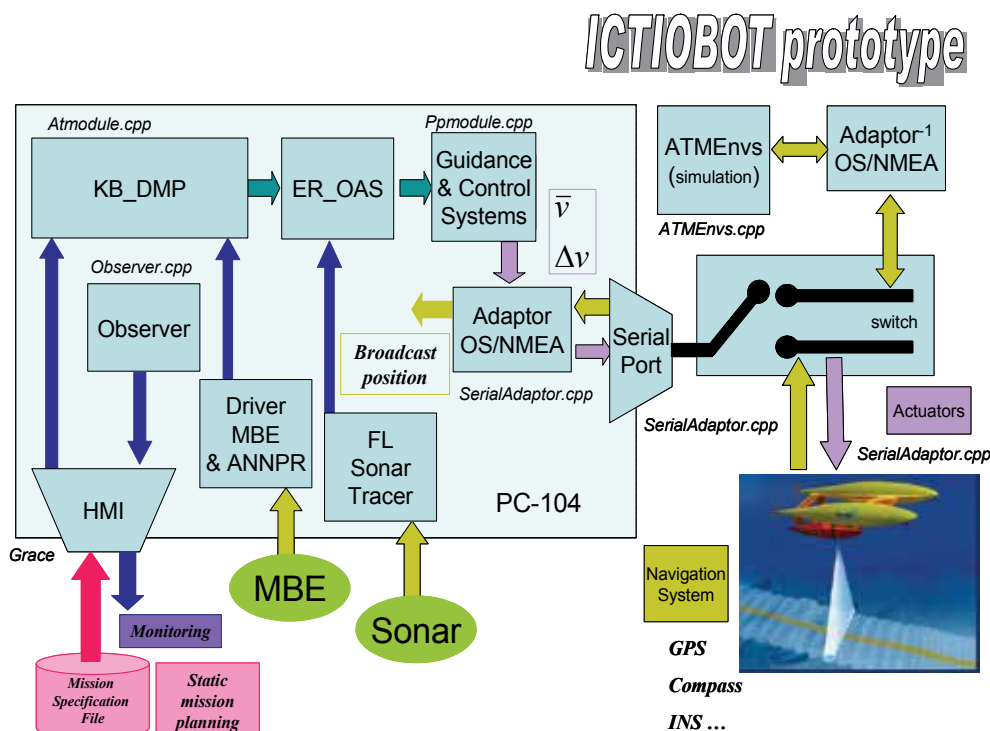 ICTIOBOT prototype
Atmodule.cpp
Ppmodule.cpp
KB_DMP
ER_OAS
Guidance
& Control
Systems
v̅
Δv
ATMEnvs
(simulation)
Adaptor⁻¹
OS/NMEA
ATMEnvs.cpp
Observer.cpp
Observer
Adaptor
OS/NMEA
Serial
Port
switch
Broadcast
position
SerialAdaptor.cpp
Driver
MBE
& ANNPR
FL
Sonar
Tracer
SerialAdaptor.cpp
Actuators
SerialAdaptor.cpp
HMI
PC-104
Grace
MBE
Sonar
Navigation
System
Monitoring
GPS
Compass
INS ...
Mission
Specification
File
Static
mission
planning